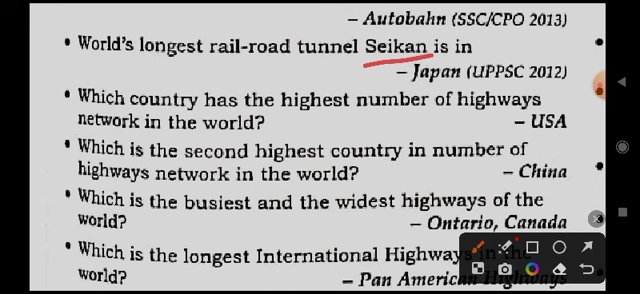 – Autobahn (SSC/CPO 2013)
• World's longest rail-road tunnel Seikan is in
– Japan (UPPSC 2012)
• Which country has the highest number of highways
network in the world? – USA
• Which is the second highest country in number of
highways network in the world? – China
• Which is the busiest and the widest highways of the
world? – Ontario, Canada
• Which is the longest International Highways in the
world? – Pan American Highways